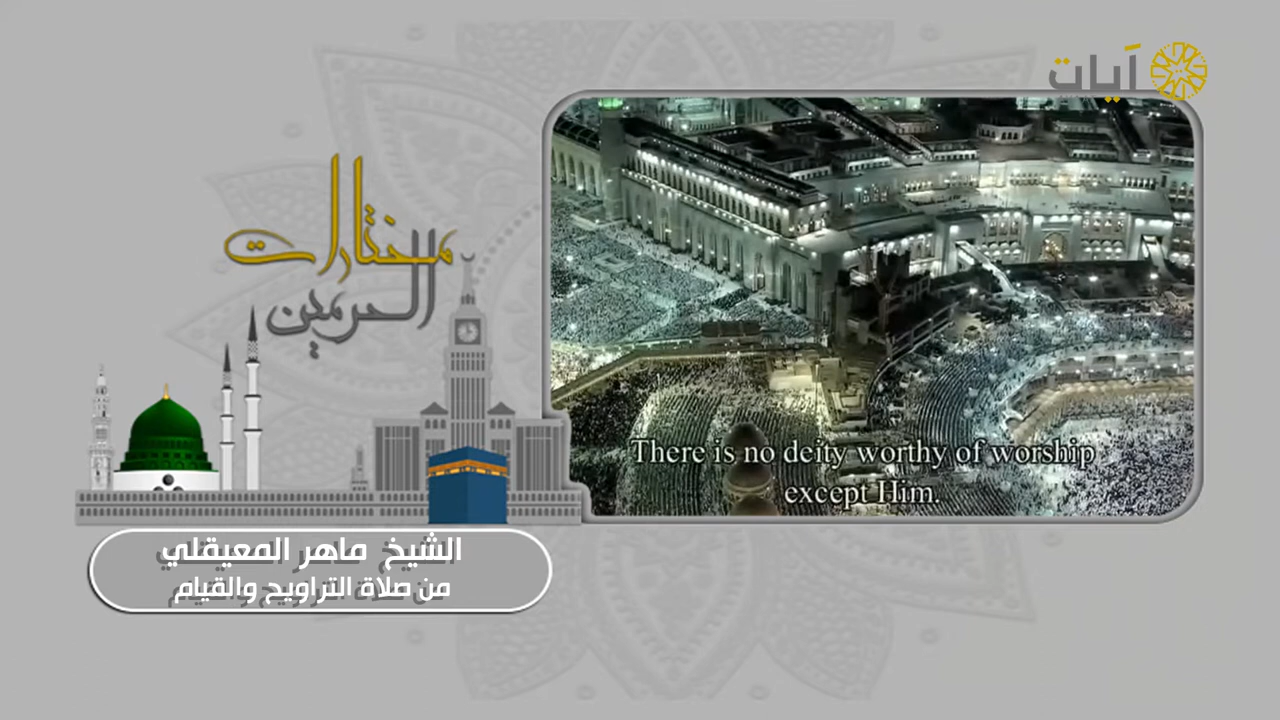 آيات
مختارات
الحرمين
There is no deity worthy of worship
except Him.
الشيخ ماهر المعيقلي
من صلاة التراويح والقيام